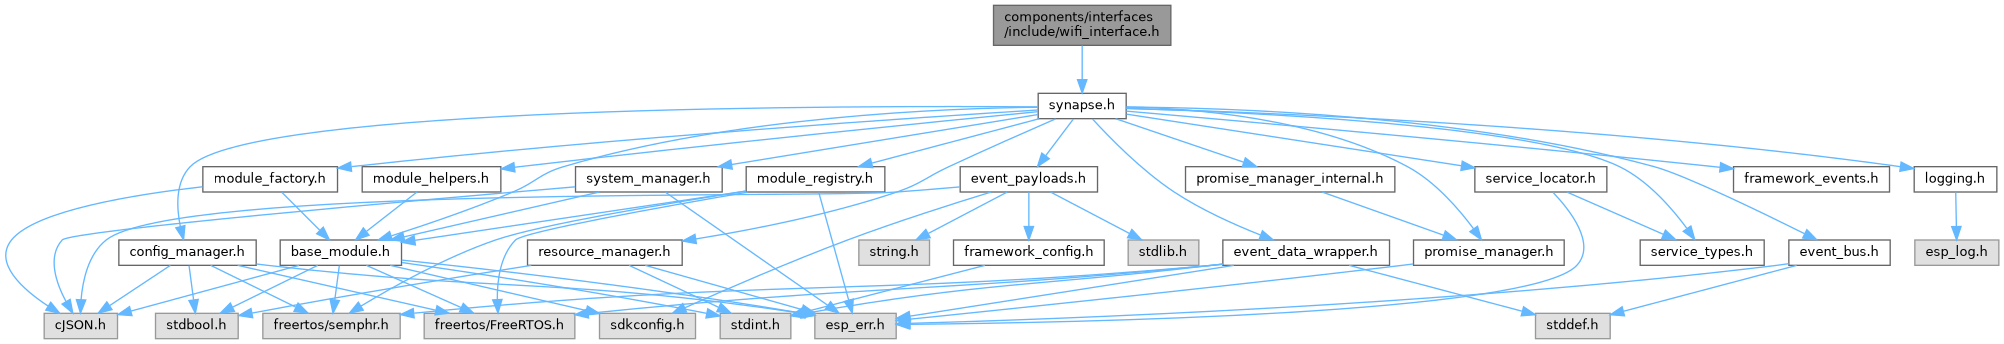 components/interfaces
/include/wifi_interface.h
synapse.h
module_factory.h
module_helpers.h
system_manager.h
module_registry.h
event_payloads.h
promise_manager_internal.h
service_locator.h
framework_events.h
logging.h
config_manager.h
base_module.h
resource_manager.h
string.h
framework_config.h
stdlib.h
event_data_wrapper.h
promise_manager.h
service_types.h
event_bus.h
esp_log.h
cJSON.h
stdbool.h
freertos/semphr.h
freertos/FreeRTOS.h
sdkconfig.h
stdint.h
esp_err.h
stddef.h